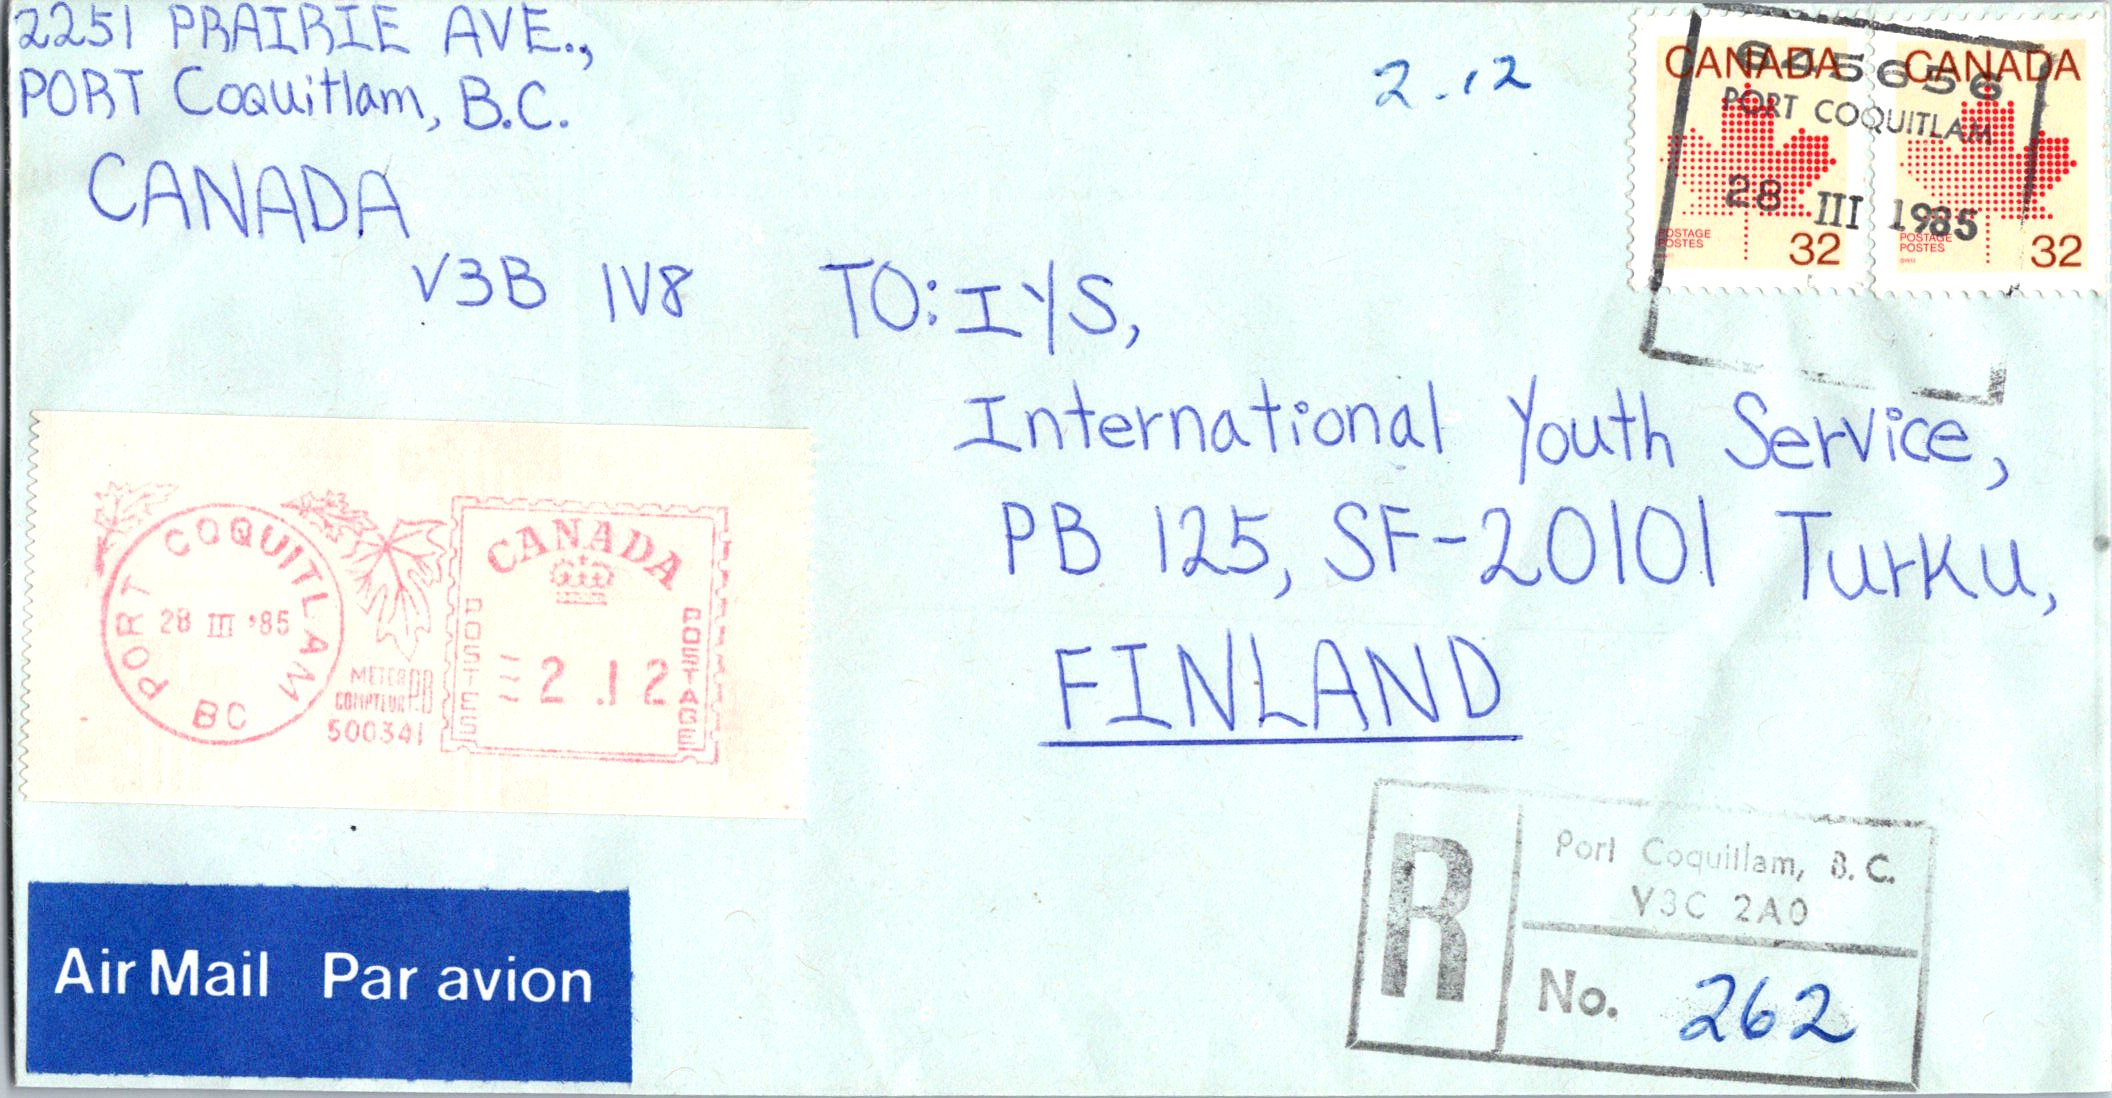 2251 PRAIRIE AVE.,
PORT Coquitlam, B.C.
CANADA
V3B 1V8
2.12
CANADA
POSTAGE
POSTES
32
CANADA
POSTAGE
POSTES
32
645656
PORT COQUITLAM
28 III 1985
TO: IYS,
International Youth Service,
PB 125, SF-20101 Turku,
FINLAND
PORT COQUITLAM
28 III '85
BC
METER PB
COMPTEUR
500341
CANADA
POSTES
2.12
POSTAGE
Air Mail Par avion
R
Port Coquitlam, B.C.
V3C 2A0
No. 262